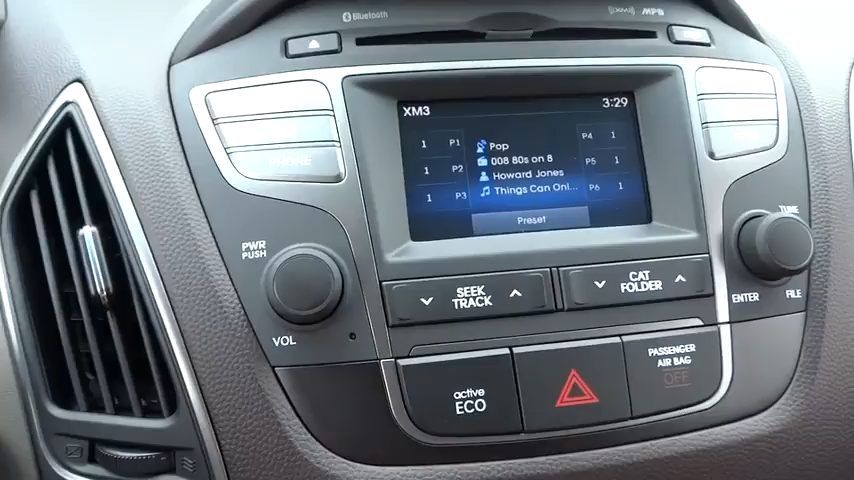 Bluetooth
MP3
XM3
3:29
1 P1
1 P2
1 P3
Pop
008 80s on 8
Howard Jones
Things Can Onl...
P4 1
P5 1
P6 1
Preset
PHONE
PWR
PUSH
VOL
SEEK
TRACK
CAT
FOLDER
TUNE
ENTER
FILE
active
ECO
PASSENGER
AIR BAG
OFF